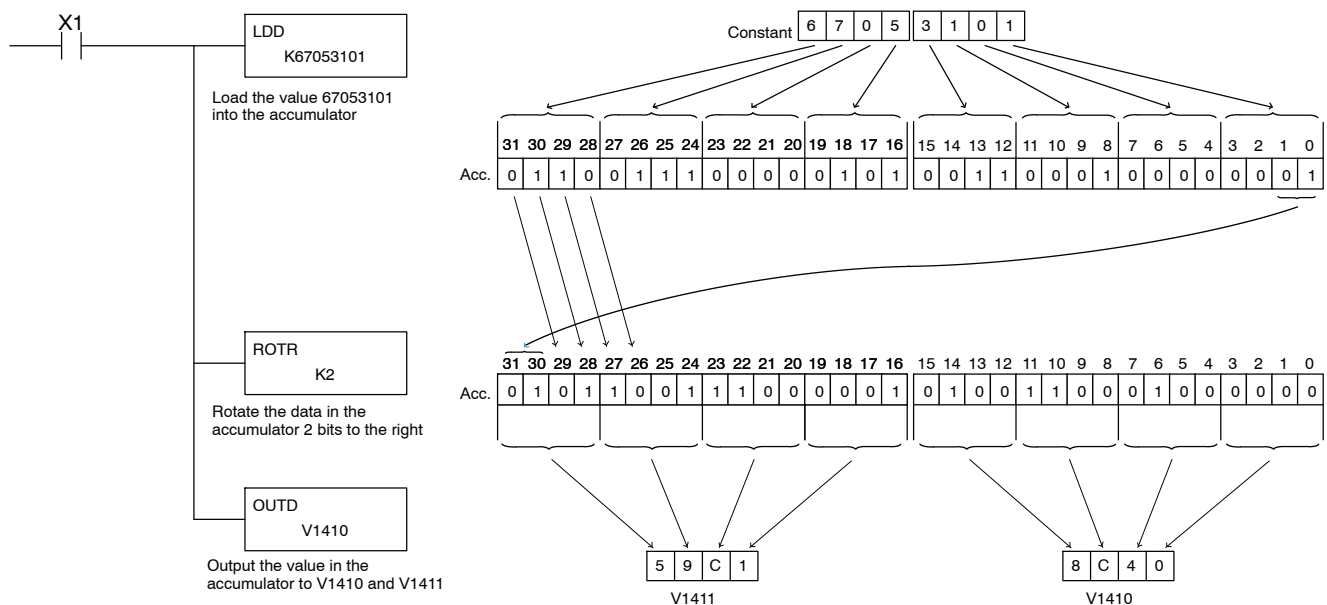 X1
LDD
K67053101
Load the value 67053101
into the accumulator
ROTR
K2
Rotate the data in the
accumulator 2 bits to the right
OUTD
V1410
Output the value in the
accumulator to V1410 and V1411
Constant 6 7 0 5 3 1 0 1
31 30 29 28 27 26 25 24 23 22 21 20 19 18 17 16 15 14 13 12 11 10 9 8 7 6 5 4 3 2 1 0
Acc. 0 1 1 0 0 1 1 1 0 0 0 0 0 1 0 1 0 0 1 1 0 0 0 1 0 0 0 0 0 0 0 1
31 30 29 28 27 26 25 24 23 22 21 20 19 18 17 16 15 14 13 12 11 10 9 8 7 6 5 4 3 2 1 0
Acc. 0 1 0 1 1 0 0 1 1 1 0 0 0 0 0 1 0 1 0 0 1 1 0 0 0 1 0 0 0 0 0 0
5 9 C 1 8 C 4 0
V1411 V1410